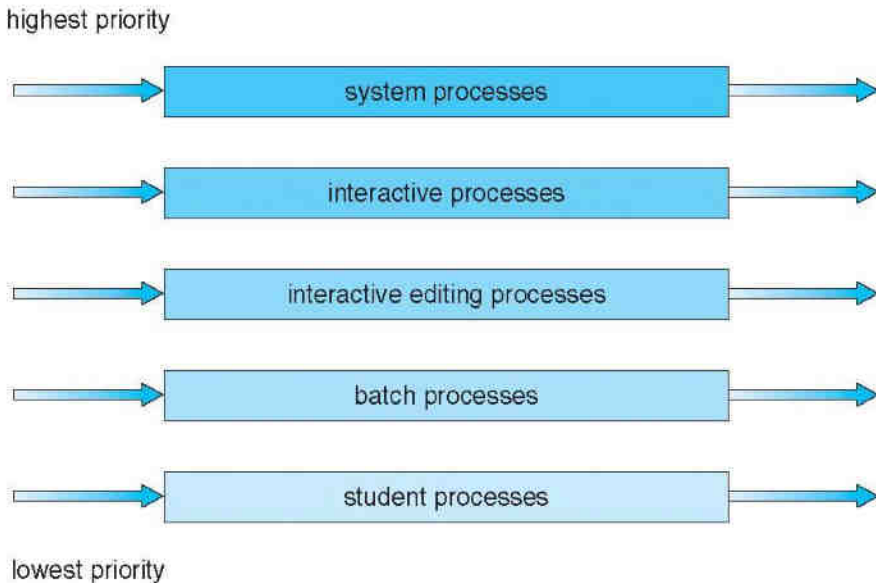 highest priority
system processes
interactive processes
interactive editing processes
batch processes
student processes
lowest priority